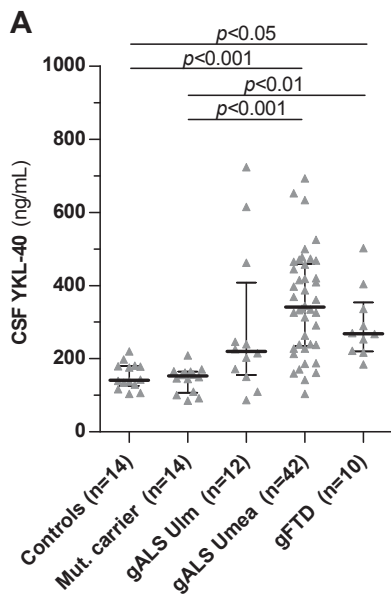 A
p<0.05
p<0.001
p<0.01
p<0.001
1000
800
600
400
200
0
CSF YKL-40 (ng/mL)
Controls (n=14)
Mut. carrier (n=14)
gALS Ulm (n=12)
gALS Umea (n=42)
gFTD (n=10)